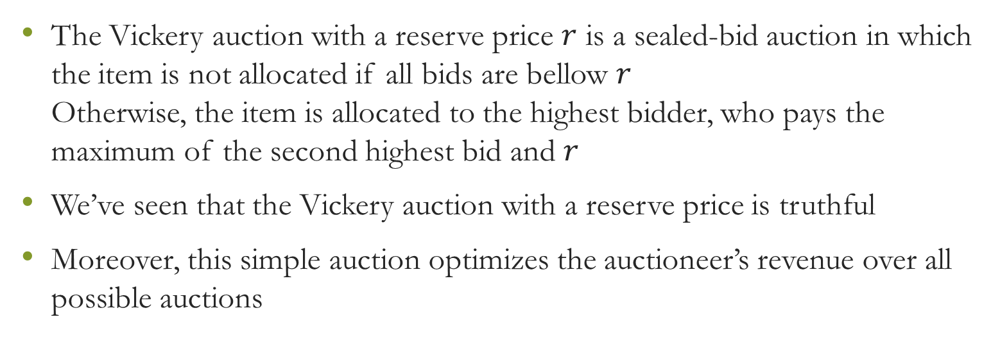 • The Vickery auction with a reserve price r is a sealed-bid auction in which
the item is not allocated if all bids are bellow r
Otherwise, the item is allocated to the highest bidder, who pays the
maximum of the second highest bid and r
• We’ve seen that the Vickery auction with a reserve price is truthful
• Moreover, this simple auction optimizes the auctioneer’s revenue over all
possible auctions